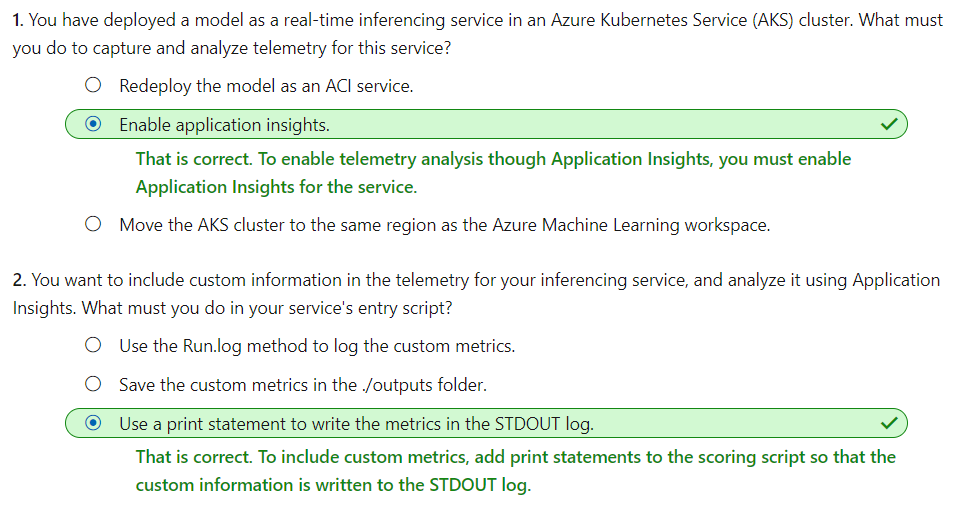 1. You have deployed a model as a real-time inferencing service in an Azure Kubernetes Service (AKS) cluster. What must
you do to capture and analyze telemetry for this service?
Redeploy the model as an ACI service.
Enable application insights.
That is correct. To enable telemetry analysis though Application Insights, you must enable
Application Insights for the service.
Move the AKS cluster to the same region as the Azure Machine Learning workspace.
2. You want to include custom information in the telemetry for your inferencing service, and analyze it using Application
Insights. What must you do in your service's entry script?
Use the Run.log method to log the custom metrics.
Save the custom metrics in the ./outputs folder.
Use a print statement to write the metrics in the STDOUT log.
That is correct. To include custom metrics, add print statements to the scoring script so that the
custom information is written to the STDOUT log.